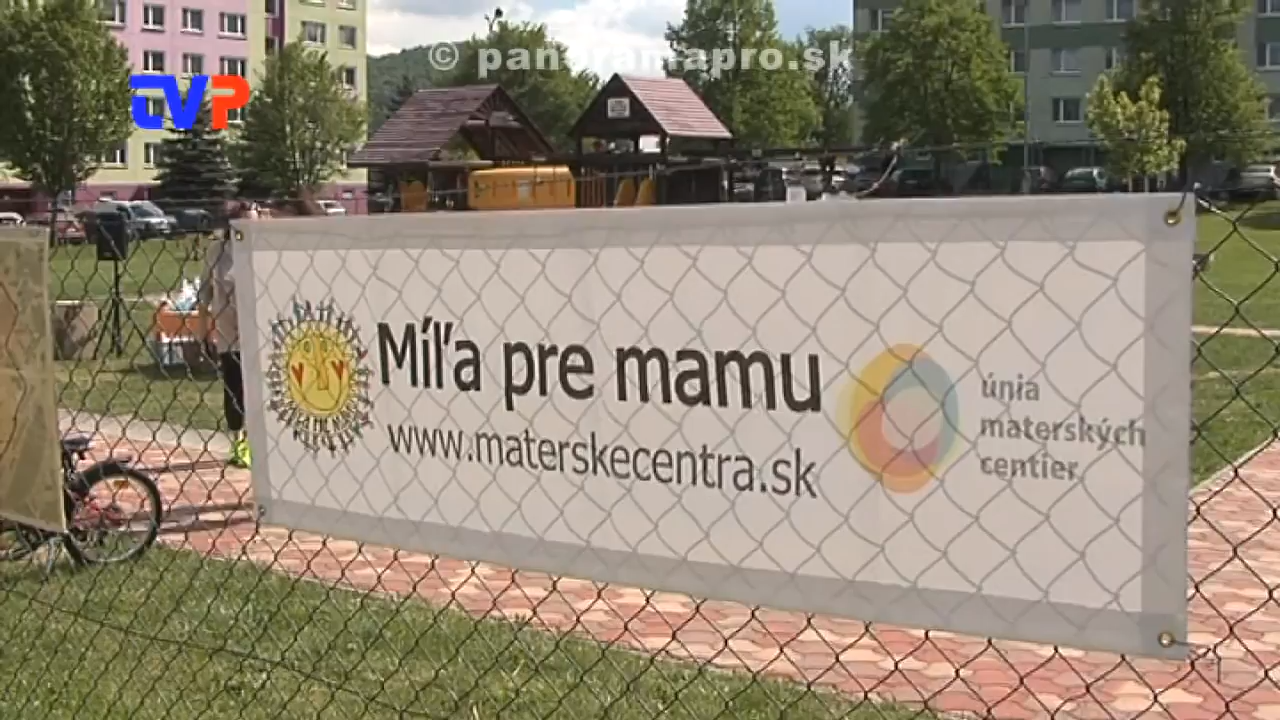 © panoramapro.sk
TVP
Míľa pre mamu
www.materskecentra.sk
únia
materských
centier